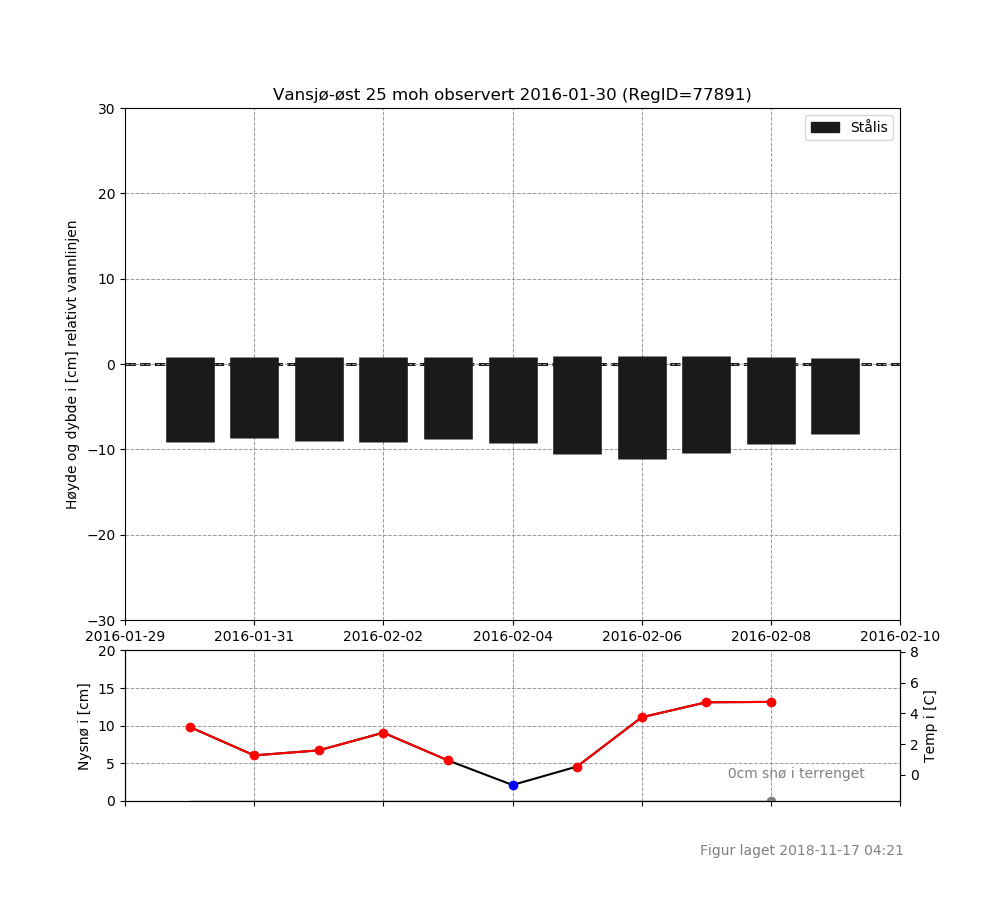 Vansjø-øst 25 moh observert 2016-01-30 (RegID=77891)
Stålis
Høyde og dybde i [cm] relativt vannlinjen
30
20
10
0
−10
−20
−30
2016-01-29 2016-01-31 2016-02-02 2016-02-04 2016-02-06 2016-02-08 2016-02-10
Nysnø i [cm]
20
15
10
5
0
8
6
4
2
0
Temp i [C]
0cm snø i terrenget
Figur laget 2018-11-17 04:21